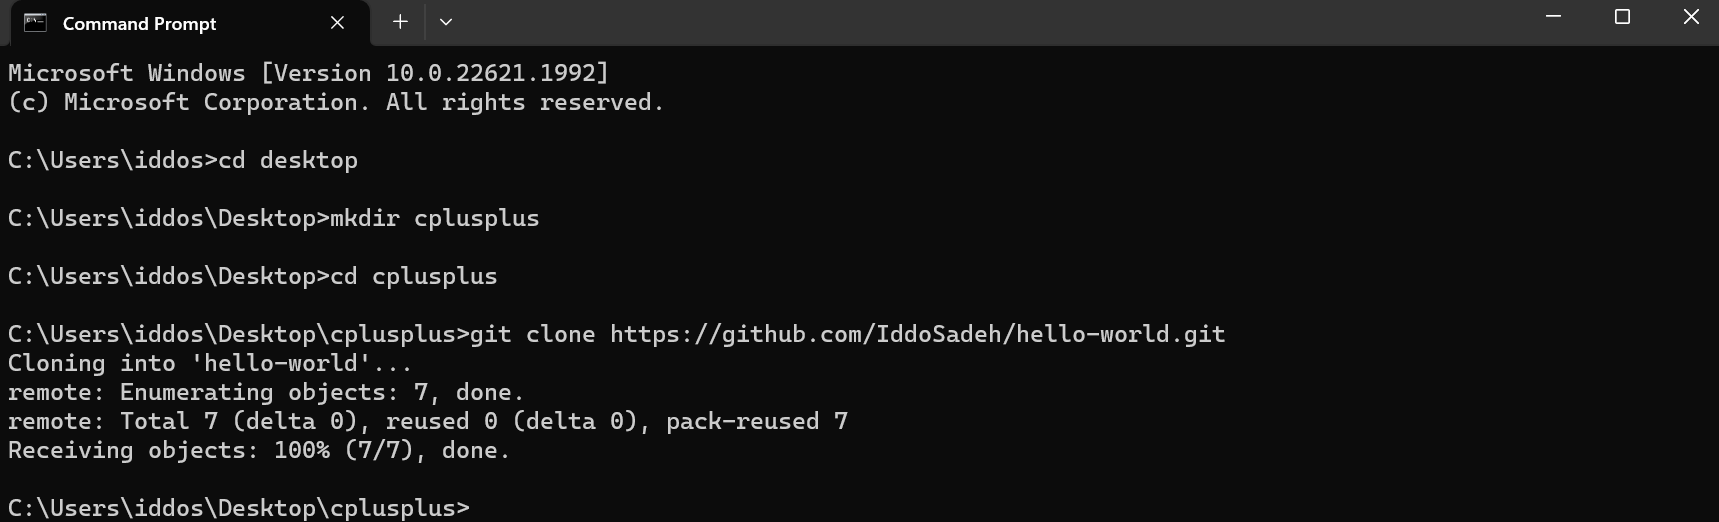 Command Prompt
Microsoft Windows [Version 10.0.22621.1992]
(c) Microsoft Corporation. All rights reserved.
C:\Users\iddos>cd desktop
C:\Users\iddos\Desktop>mkdir cplusplus
C:\Users\iddos\Desktop>cd cplusplus
C:\Users\iddos\Desktop\cplusplus>git clone https://github.com/IddoSadeh/hello-world.git
Cloning into 'hello-world'...
remote: Enumerating objects: 7, done.
remote: Total 7 (delta 0), reused 0 (delta 0), pack-reused 7
Receiving objects: 100% (7/7), done.
C:\Users\iddos\Desktop\cplusplus>